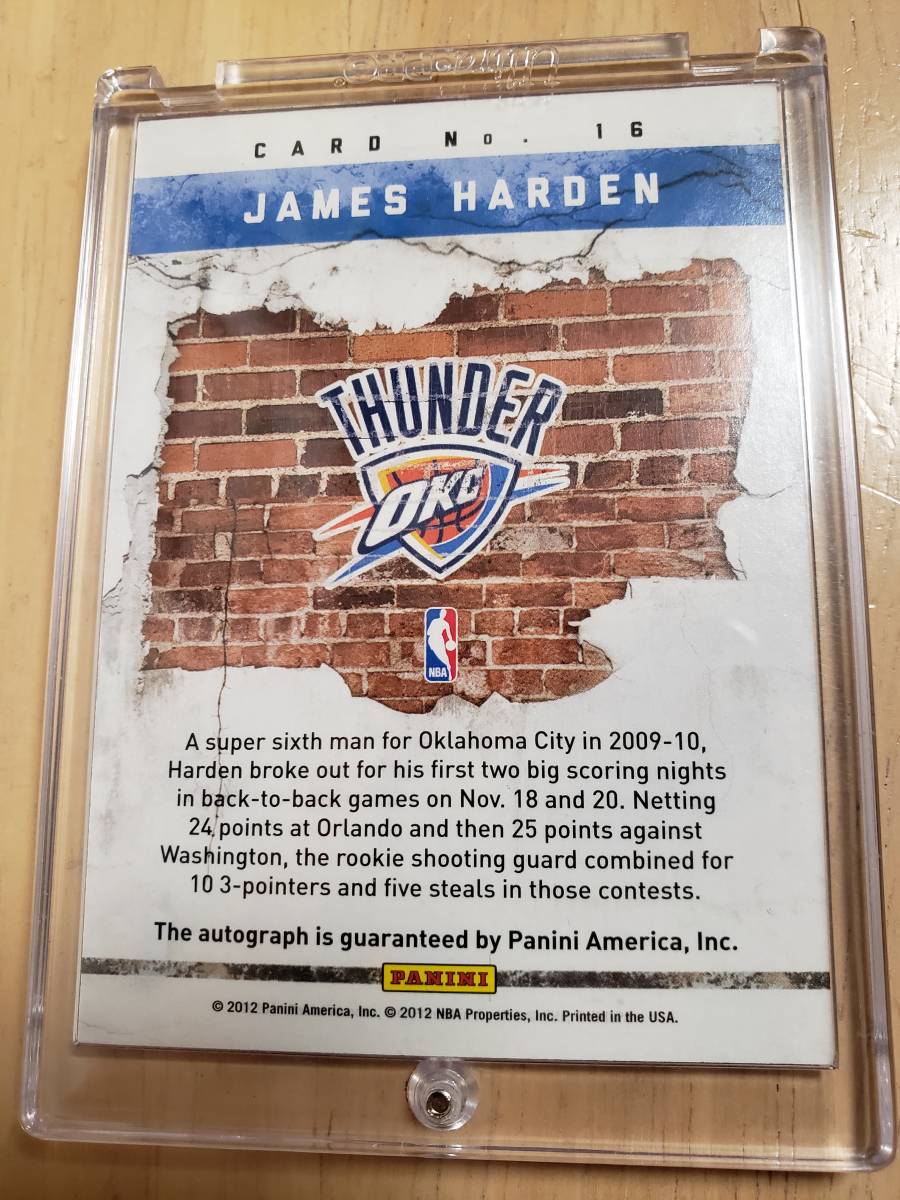 ultra·pro®
CARD No. 16
JAMES HARDEN
THUNDER
OKC
NBA
A super sixth man for Oklahoma City in 2009-10,
Harden broke out for his first two big scoring nights
in back-to-back games on Nov. 18 and 20. Netting
24 points at Orlando and then 25 points against
Washington, the rookie shooting guard combined for
10 3-pointers and five steals in those contests.
The autograph is guaranteed by Panini America, Inc.
PANINI
© 2012 Panini America, Inc. © 2012 NBA Properties, Inc. Printed in the USA.